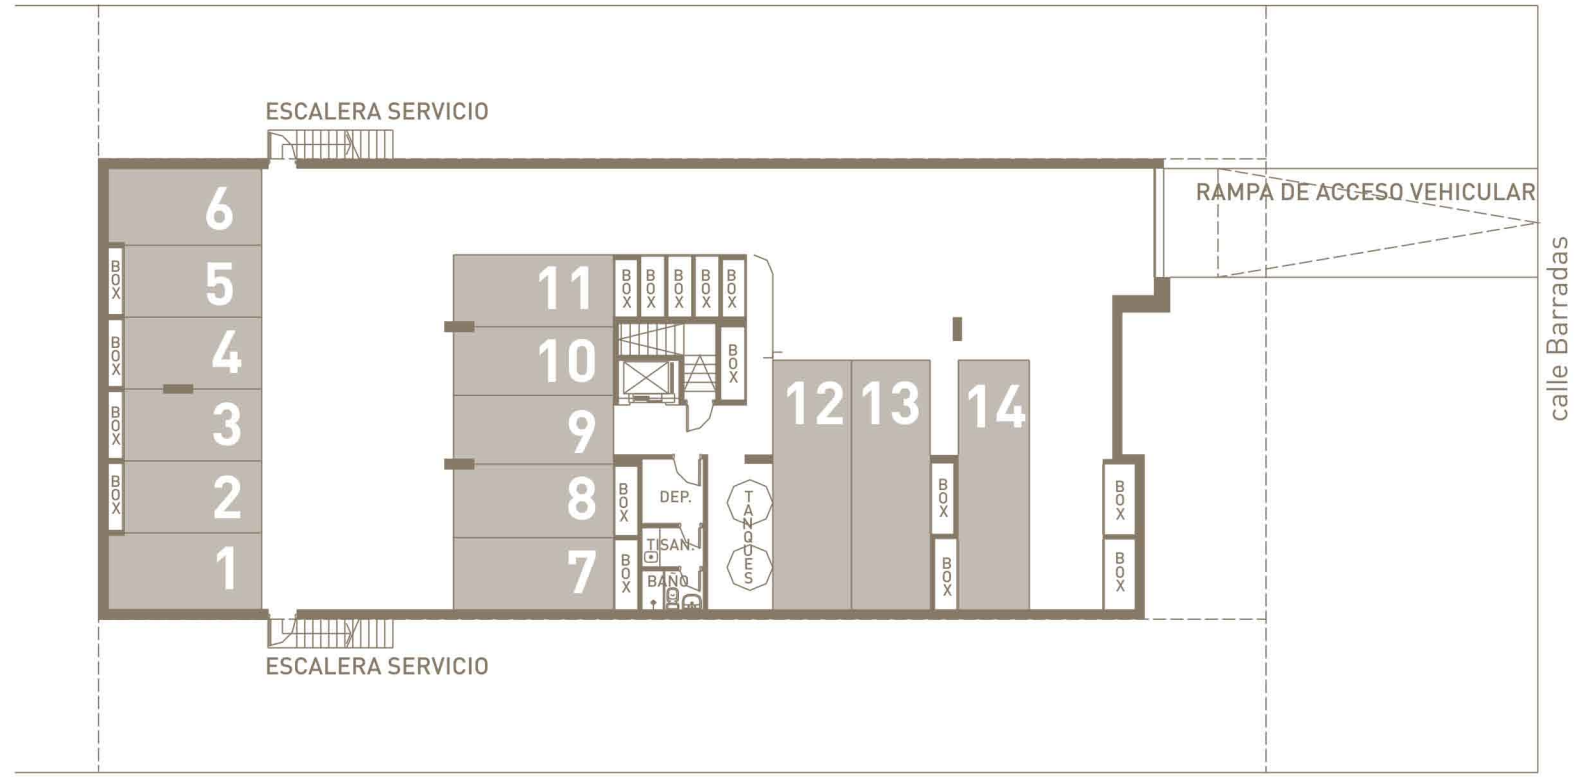 ESCALERA SERVICIO
RAMPA DE ACCESO VEHICULAR
calle Barradas
6
5
4
3
2
1
BOX
BOX
BOX
BOX
11
10
9
8
7
BOX
BOX
BOX
BOX
BOX
BOX
BOX
BOX
DEP.
TISAN.
BAÑO
TANQUES
12
13
14
BOX
BOX
BOX
BOX
ESCALERA SERVICIO